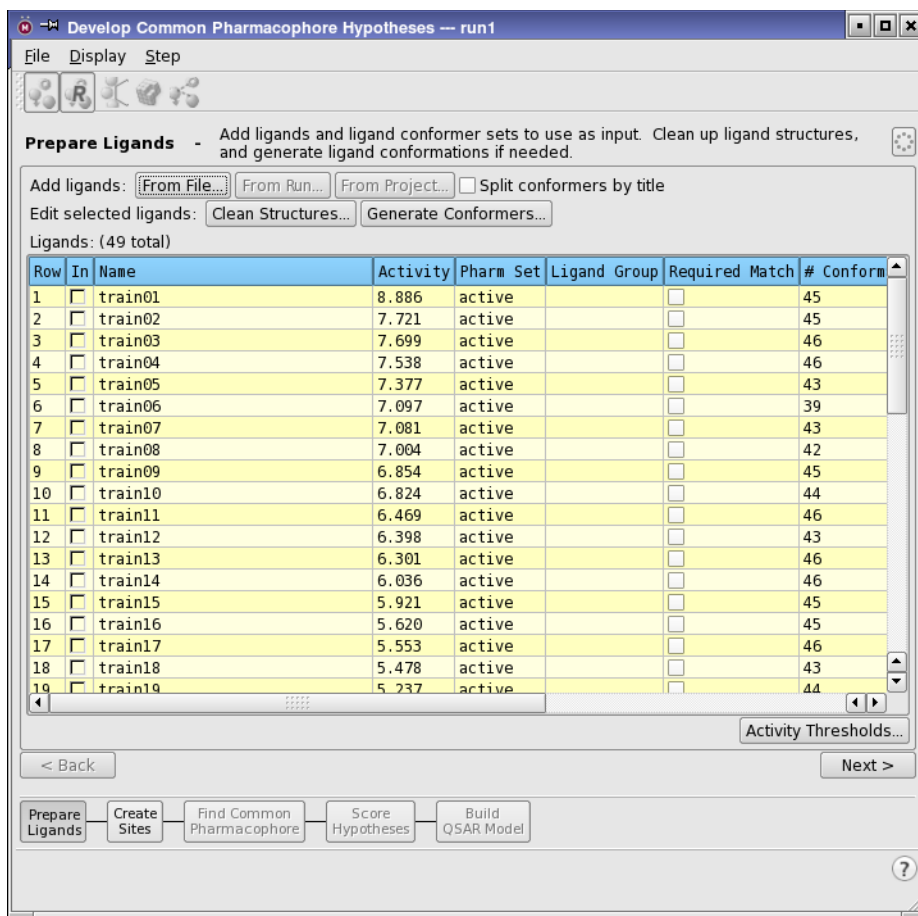 Develop Common Pharmacophore Hypotheses --- run1
File Display Step
R
Prepare Ligands - Add ligands and ligand conformer sets to use as input. Clean up ligand structures,
and generate ligand conformations if needed.
Add ligands: From File... From Run... From Project... Split conformers by title
Edit selected ligands: Clean Structures... Generate Conformers...
Ligands: (49 total)
Row In Name Activity Pharm Set Ligand Group Required Match # Conform
1 train01 8.886 active 45
2 train02 7.721 active 45
3 train03 7.699 active 46
4 train04 7.538 active 46
5 train05 7.377 active 43
6 train06 7.097 active 39
7 train07 7.081 active 43
8 train08 7.004 active 42
9 train09 6.854 active 45
10 train10 6.824 active 44
11 train11 6.469 active 46
12 train12 6.398 active 43
13 train13 6.301 active 46
14 train14 6.036 active 46
15 train15 5.921 active 45
16 train16 5.620 active 45
17 train17 5.553 active 46
18 train18 5.478 active 43
19 train19 5.237 active 44
Activity Thresholds...
< Back Next >
Prepare Ligands
Create Sites
Find Common Pharmacophore
Score Hypotheses
Build QSAR Model
?